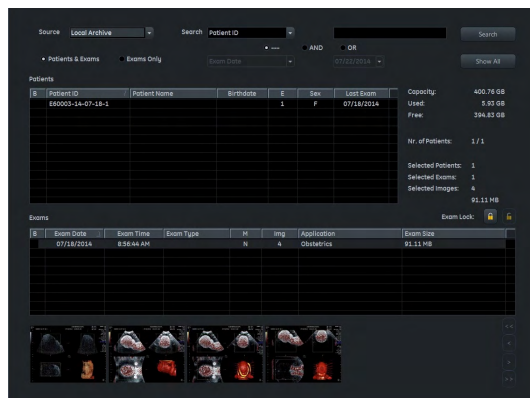 Source Local Archive Search Patient ID Search
---- AND OR
Patients & Exams Exams Only Exam Date 07/22/2014 Show All
Patients
B Patient ID Patient Name Birthdate E Sex Last Exam
E60003-14-07-18-1 1 F 07/18/2014
Capacity: 400.76 GB
Used: 5.93 GB
Free: 394.83 GB
Nr. of Patients: 1 / 1
Selected Patients: 1
Selected Exams: 1
Selected Images: 4
91.11 MB
Exams Exam Lock:
B Exam Date Exam Time Exam Type M Img Application Exam Size
07/18/2014 8:56:44 AM N 4 Obstetrics 91.11 MB
<<
<
>
>>